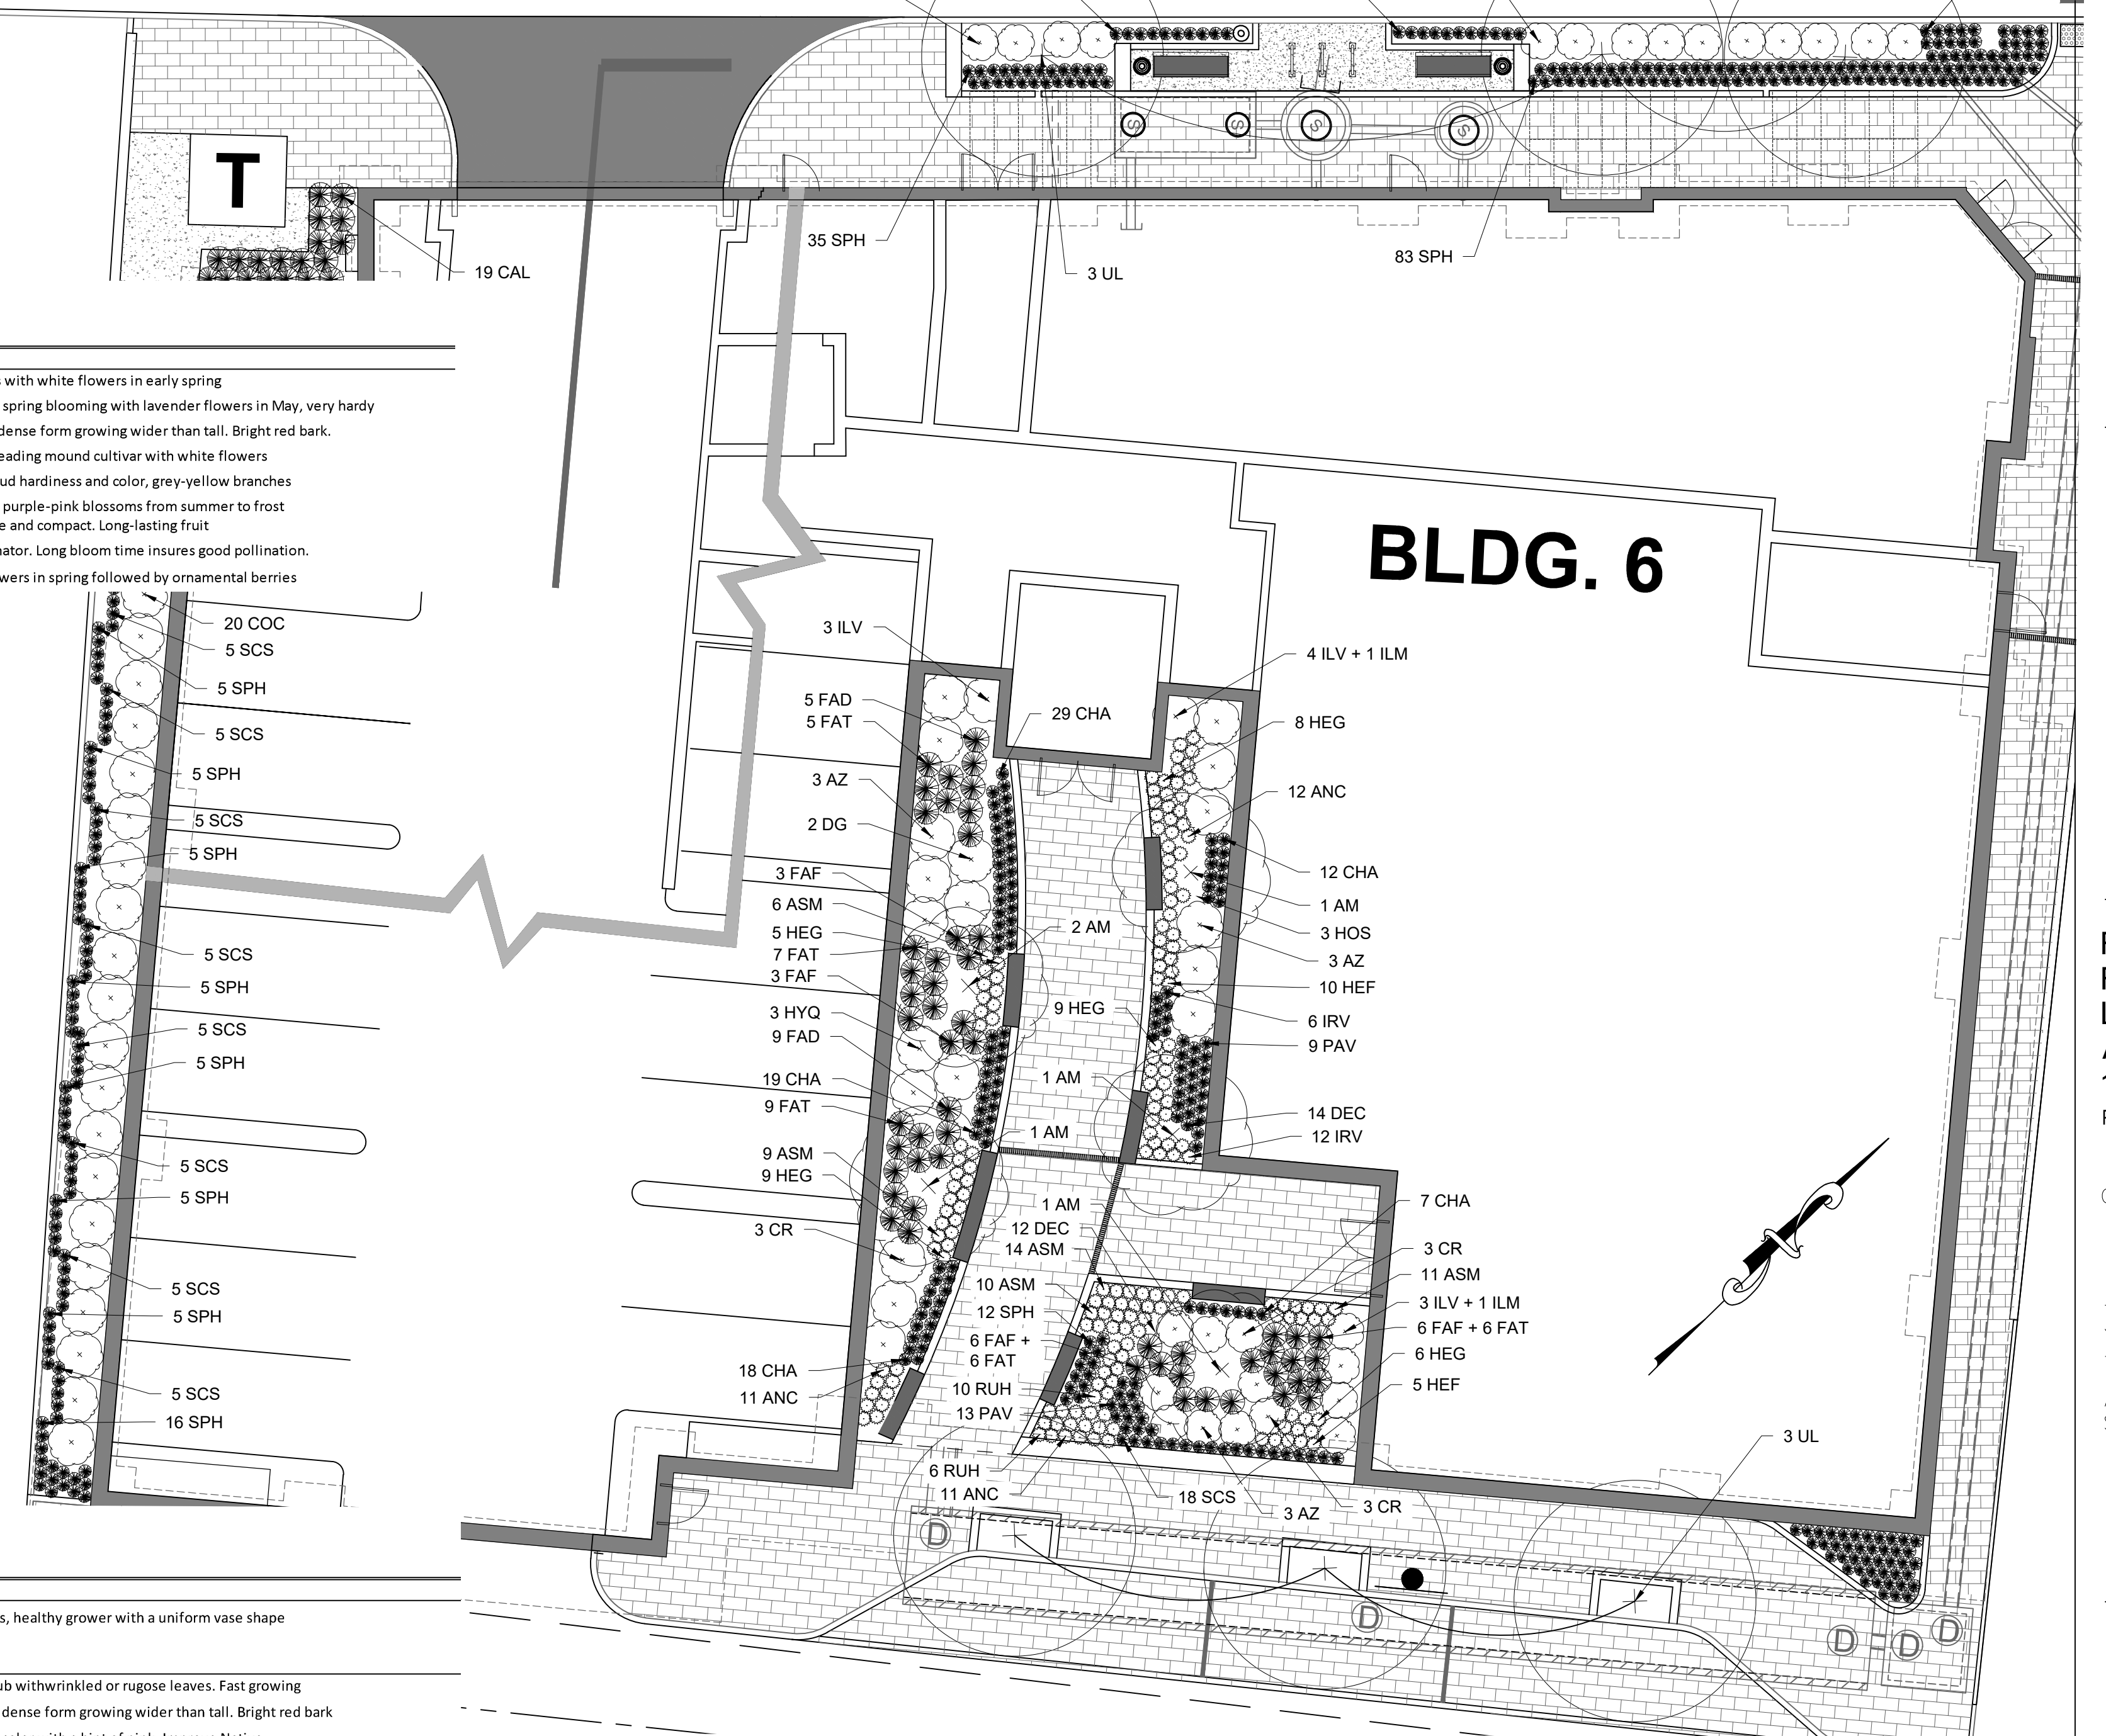 T
19 CAL
35 SPH
3 UL
83 SPH
S
S
S
S
s with white flowers in early spring
spring blooming with lavender flowers in May, very hardy
dense form growing wider than tall. Bright red bark.
eading mound cultivar with white flowers
ud hardiness and color, grey-yellow branches
purple-pink blossoms from summer to frost
e and compact. Long-lasting fruit
nator. Long bloom time insures good pollination.
wers in spring followed by ornamental berries
BLDG. 6
20 COC
5 SCS
5 SPH
5 SCS
5 SPH
5 SCS
5 SPH
5 SCS
5 SPH
5 SCS
5 SPH
5 SCS
5 SPH
5 SCS
5 SPH
5 SCS
16 SPH
3 ILV
5 FAD
5 FAT
29 CHA
3 AZ
2 DG
3 FAF
6 ASM
5 HEG
7 FAT
3 FAF
3 HYQ
9 FAD
19 CHA
9 FAT
9 ASM
9 HEG
3 CR
18 CHA
11 ANC
2 AM
9 HEG
1 AM
1 AM
1 AM
12 DEC
14 ASM
10 ASM
12 SPH
6 FAF +
6 FAT
10 RUH
13 PAV
6 RUH
11 ANC
4 ILV + 1 ILM
8 HEG
12 ANC
12 CHA
1 AM
3 HOS
3 AZ
10 HEF
6 IRV
9 PAV
14 DEC
12 IRV
7 CHA
3 CR
11 ASM
3 ILV + 1 ILM
6 FAF + 6 FAT
6 HEG
5 HEF
18 SCS
3 AZ
3 CR
3 UL
D
D
D
D
D
s, healthy grower with a uniform vase shape
ub withwrinkled or rugose leaves. Fast growing
dense form growing wider than tall. Bright red bark